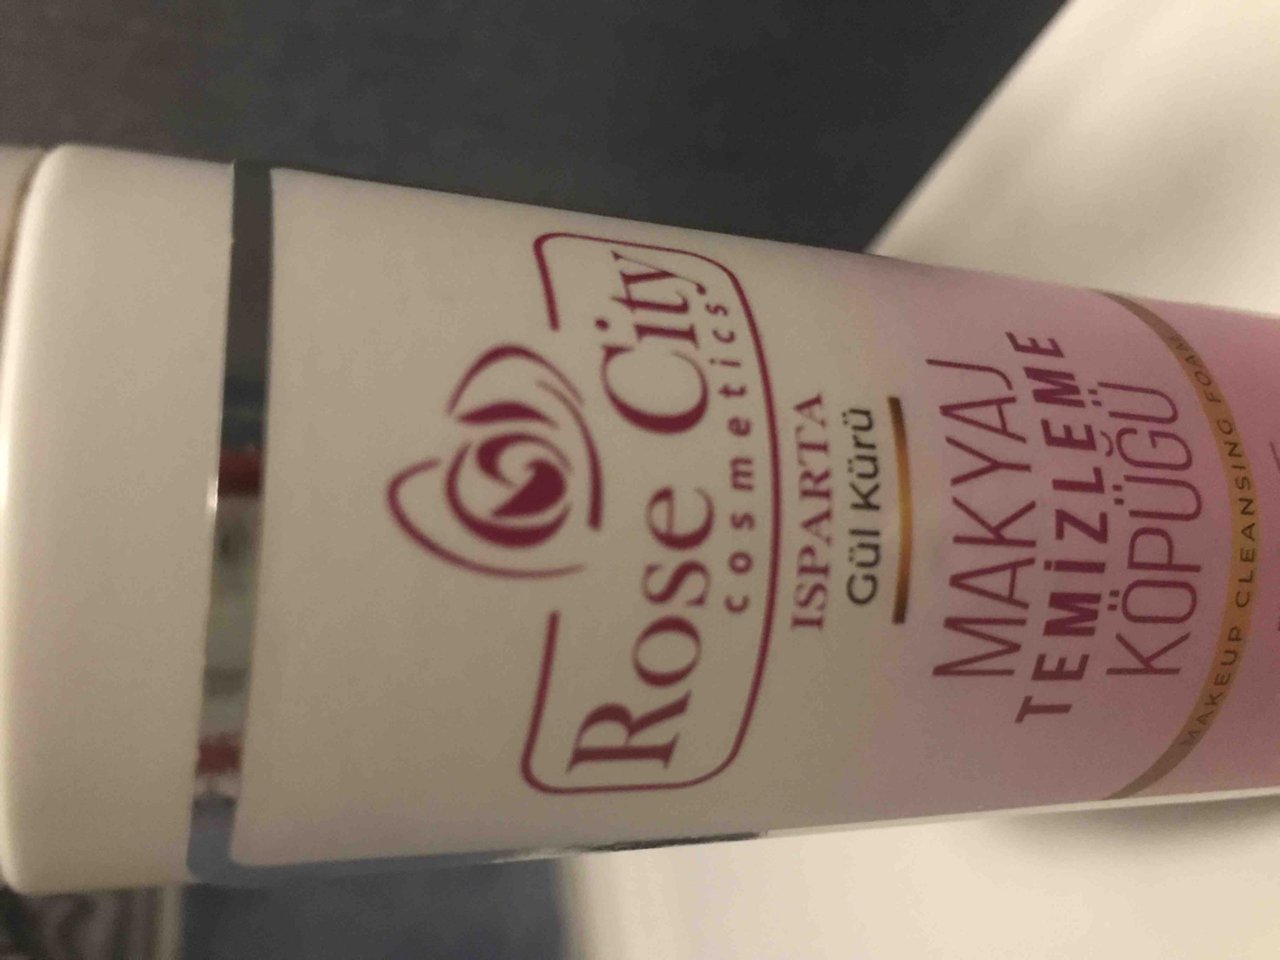 Rose City
cosmetics
ISPARTA
Gül Kürü
MAKYAJ
TEMİZLEME
KÖPÜĞÜ
MAKEUP CLEANSING FOAM